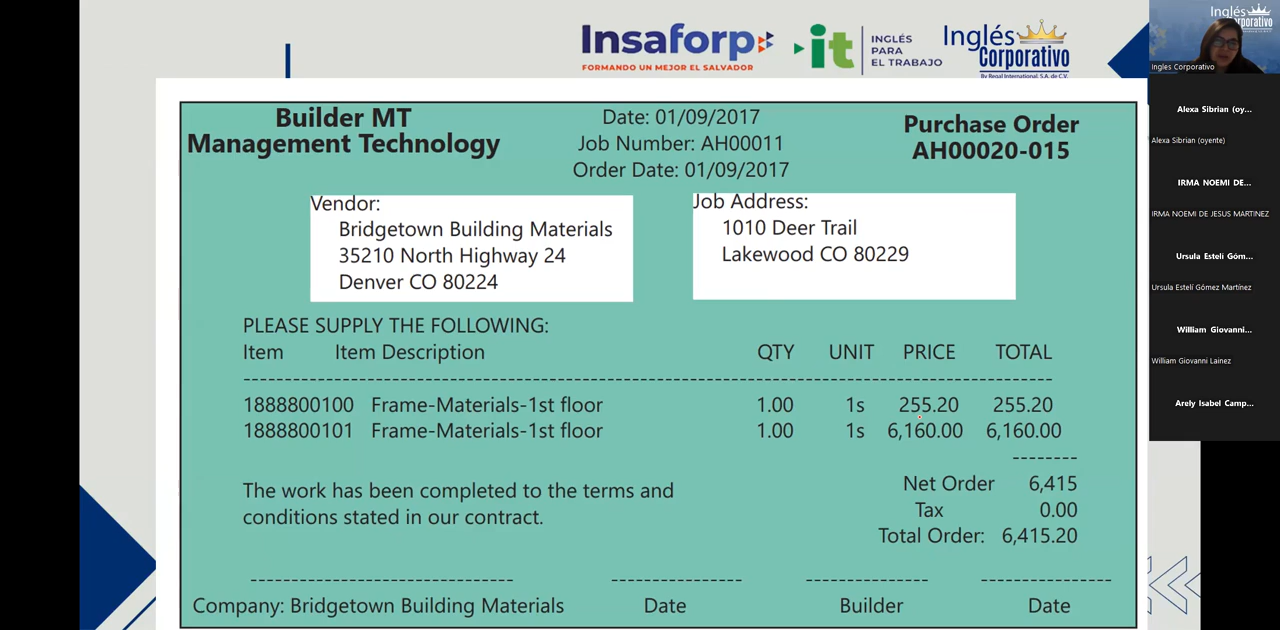 Insaforp
FORMANDO UN MEJOR EL SALVADOR
it
INGLÉS
PARA
EL TRABAJO
Inglés
Corporativo
By Regal International, S.A. de C.V.
Builder MT
Management Technology
Date: 01/09/2017
Job Number: AH00011
Order Date: 01/09/2017
Purchase Order
AH00020-015
Vendor:
Bridgetown Building Materials
35210 North Highway 24
Denver CO 80224
Job Address:
1010 Deer Trail
Lakewood CO 80229
PLEASE SUPPLY THE FOLLOWING:
Item Item Description QTY UNIT PRICE TOTAL
1888800100 Frame-Materials-1st floor 1.00 1s 255.20 255.20
1888800101 Frame-Materials-1st floor 1.00 1s 6,160.00 6,160.00
Net Order 6,415
Tax 0.00
Total Order: 6,415.20
The work has been completed to the terms and
conditions stated in our contract.
Company: Bridgetown Building Materials Date Builder Date
Inglés
Corporativo
Ingles Corporativo
Alexa Sibrian (oy...
Alexa Sibrian (oyente)
IRMA NOEMI DE...
IRMA NOEMI DE JESUS MARTINEZ
Ursula Estelí Góm...
Ursula Estelí Gómez Martínez
William Giovanni...
William Giovanni Lainez
Arely Isabel Camp...